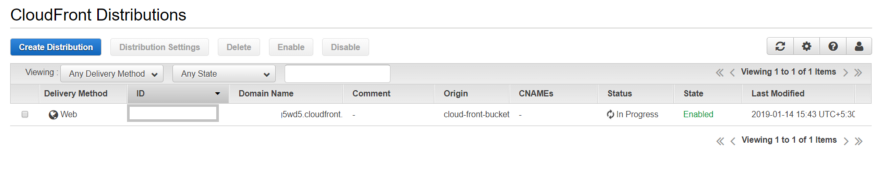 CloudFront Distributions
Create Distribution Distribution Settings Delete Enable Disable
Viewing : Any Delivery Method Any State
Viewing 1 to 1 of 1 Items
Delivery Method ID Domain Name Comment Origin CNAMEs Status State Last Modified
Web 5wd5.cloudfront. - cloud-front-bucket - In Progress Enabled 2019-01-14 15:43 UTC+5:30
Viewing 1 to 1 of 1 Items